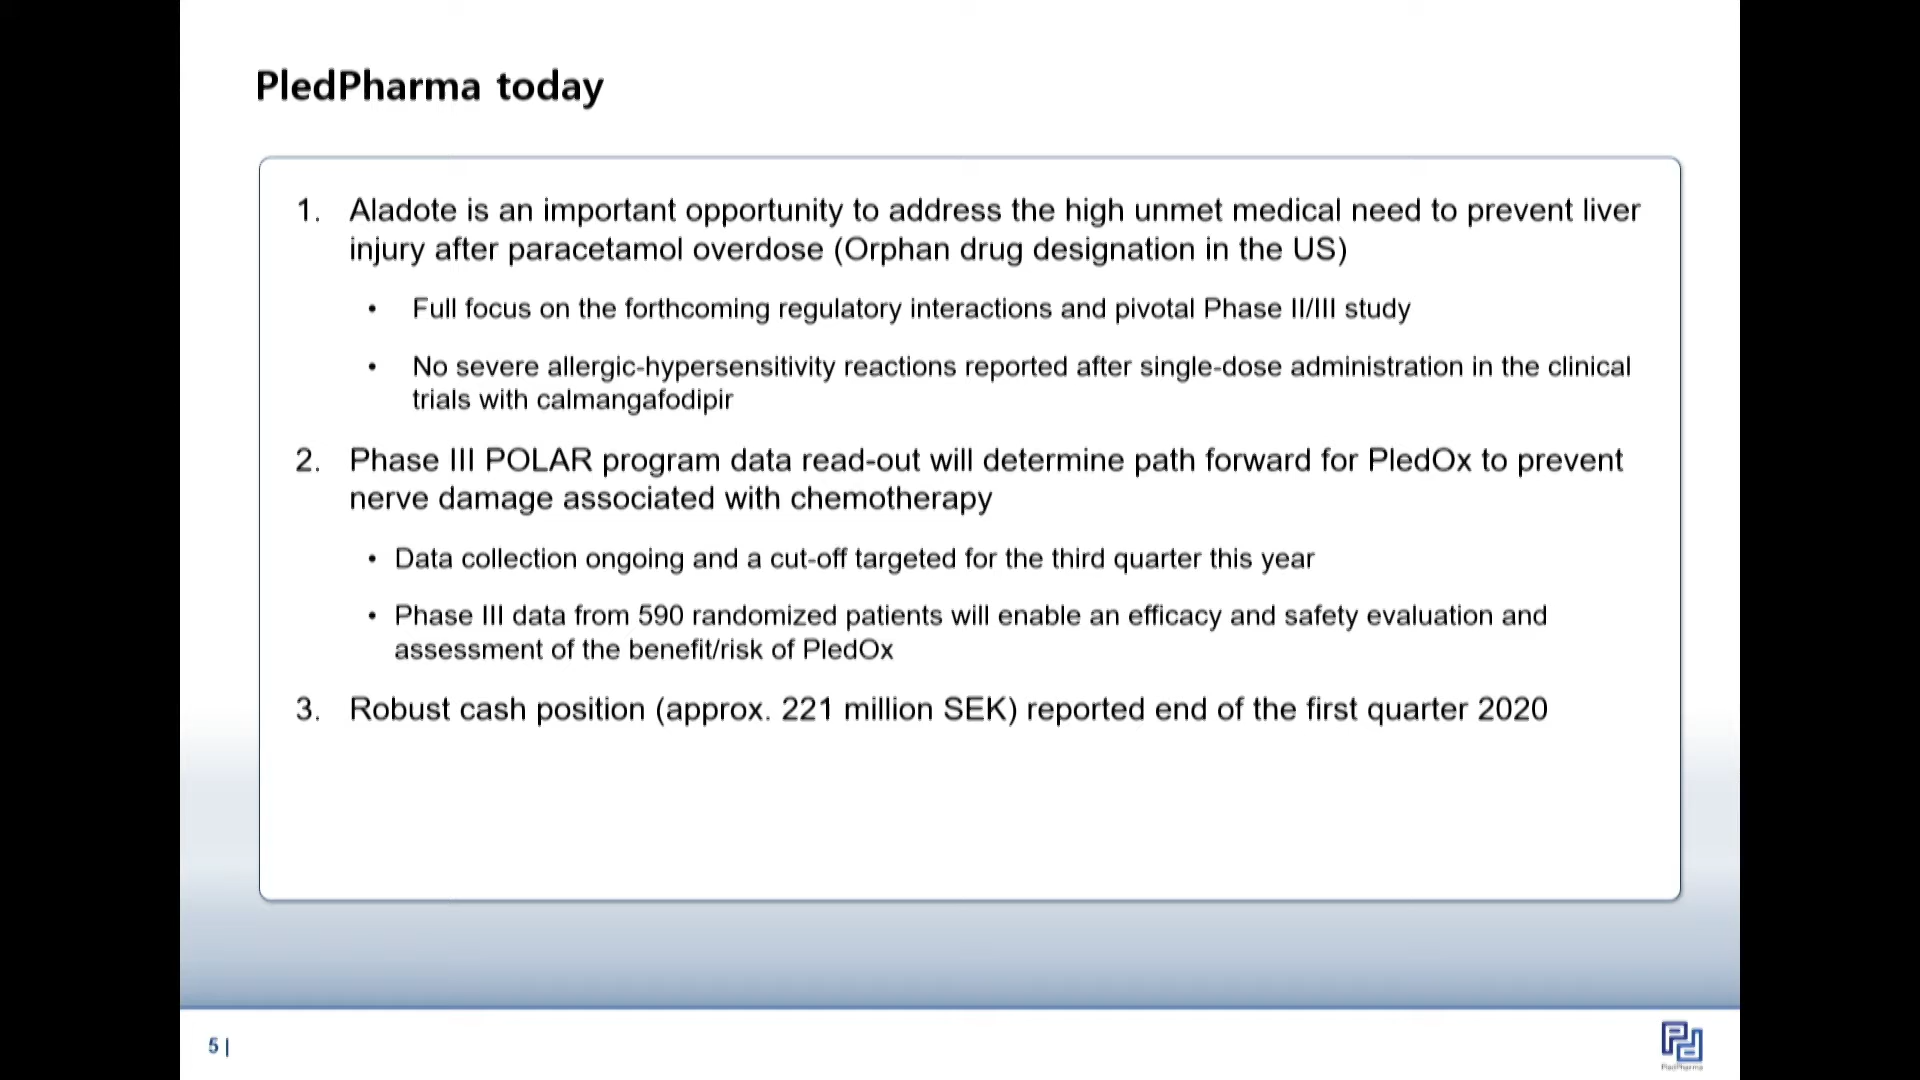 PledPharma today
1. Aladote is an important opportunity to address the high unmet medical need to prevent liver
injury after paracetamol overdose (Orphan drug designation in the US)
• Full focus on the forthcoming regulatory interactions and pivotal Phase II/III study
• No severe allergic-hypersensitivity reactions reported after single-dose administration in the clinical
trials with calmangafodipir
2. Phase III POLAR program data read-out will determine path forward for PledOx to prevent
nerve damage associated with chemotherapy
• Data collection ongoing and a cut-off targeted for the third quarter this year
• Phase III data from 590 randomized patients will enable an efficacy and safety evaluation and
assessment of the benefit/risk of PledOx
3. Robust cash position (approx. 221 million SEK) reported end of the first quarter 2020
5 |
PledPharma